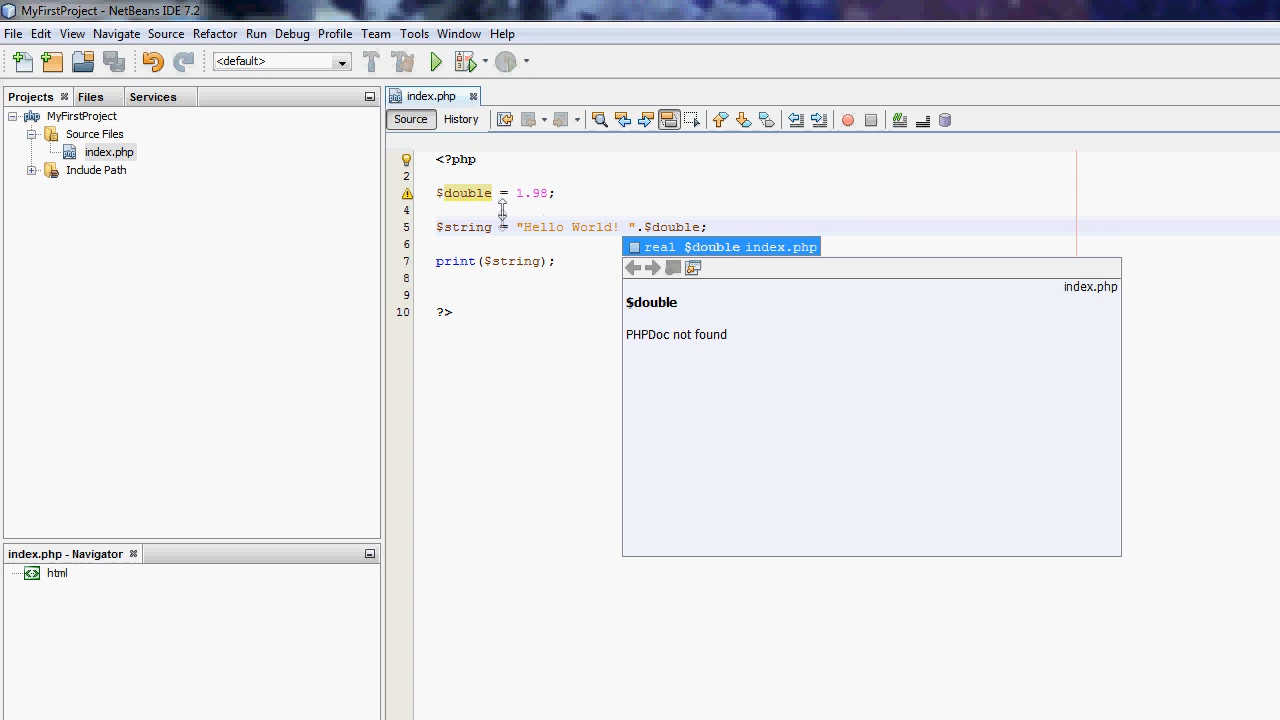 MyFirstProject - NetBeans IDE 7.2
File Edit View Navigate Source Refactor Run Debug Profile Team Tools Window Help
<default>
Projects Files Services
MyFirstProject
Source Files
index.php
Include Path
index.php - Navigator
html
index.php
Source History
<?php
2
$double = 1.98;
4
5 $string = "Hello World! ".$double;
6
7 print($string);
8
9
10 ?>
real $double index.php
index.php
$double
PHPDoc not found